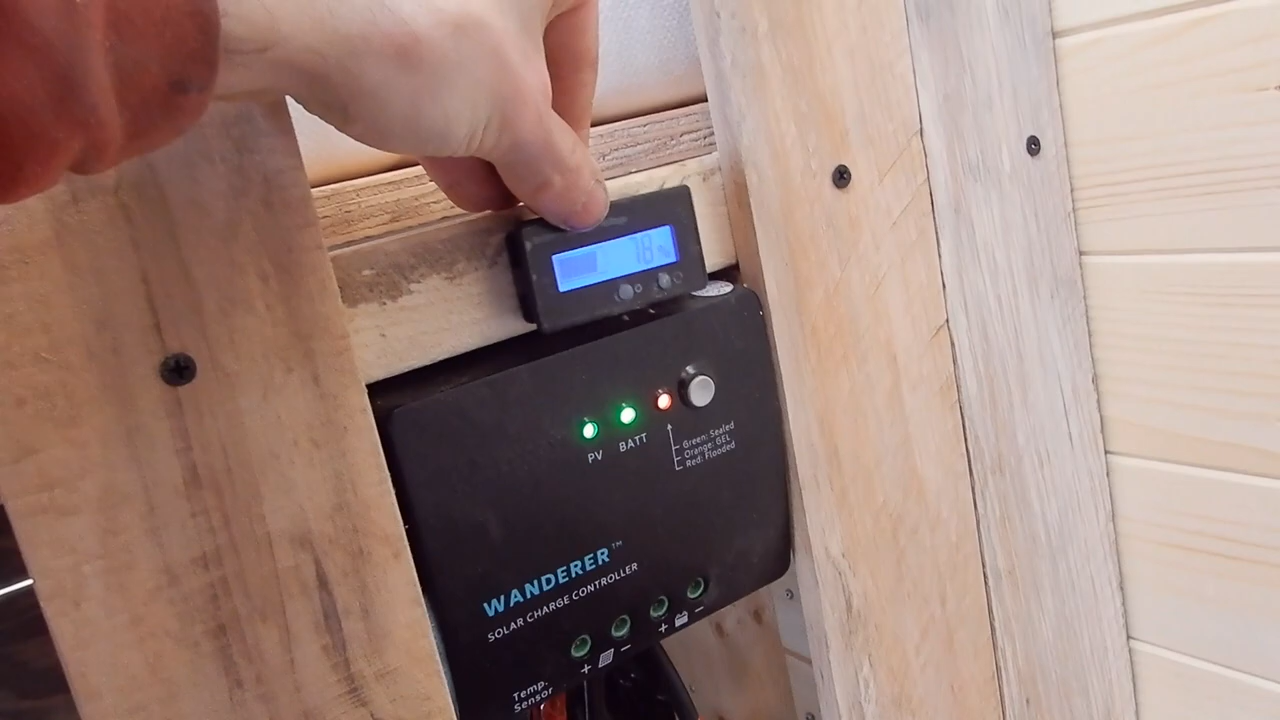 78%
PV
BATT
Green: Sealed
Orange: GEL
Red: Flooded
WANDERER™
SOLAR CHARGE CONTROLLER
+ −
+ −
Temp.
Sensor